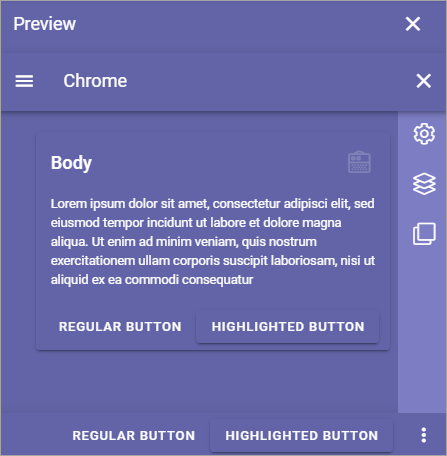 Preview
Chrome
Body
Lorem ipsum dolor sit amet, consectetur adipisci elit, sed
eiusmod tempor incidunt ut labore et dolore magna
aliqua. Ut enim ad minim veniam, quis nostrum
exercitationem ullam corporis suscipit laboriosam, nisi ut
aliquid ex ea commodi consequatur
REGULAR BUTTON HIGHLIGHTED BUTTON
REGULAR BUTTON HIGHLIGHTED BUTTON